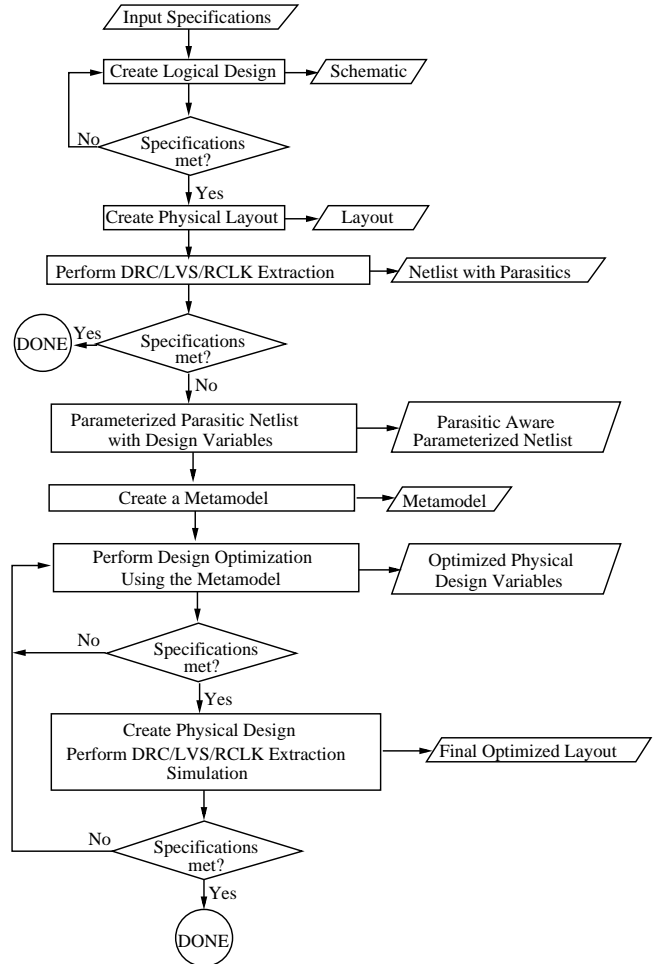 Input Specifications
Create Logical Design
Schematic
No
Specifications
met?
Yes
Create Physical Layout
Layout
Perform DRC/LVS/RCLK Extraction
Netlist with Parasitics
DONE
Yes
Specifications
met?
No
Parameterized Parasitic Netlist
with Design Variables
Parasitic Aware
Parameterized Netlist
Create a Metamodel
Metamodel
Perform Design Optimization
Using the Metamodel
Optimized Physical
Design Variables
No
Specifications
met?
Yes
Create Physical Design
Perform DRC/LVS/RCLK Extraction
Simulation
Final Optimized Layout
No
Specifications
met?
Yes
DONE